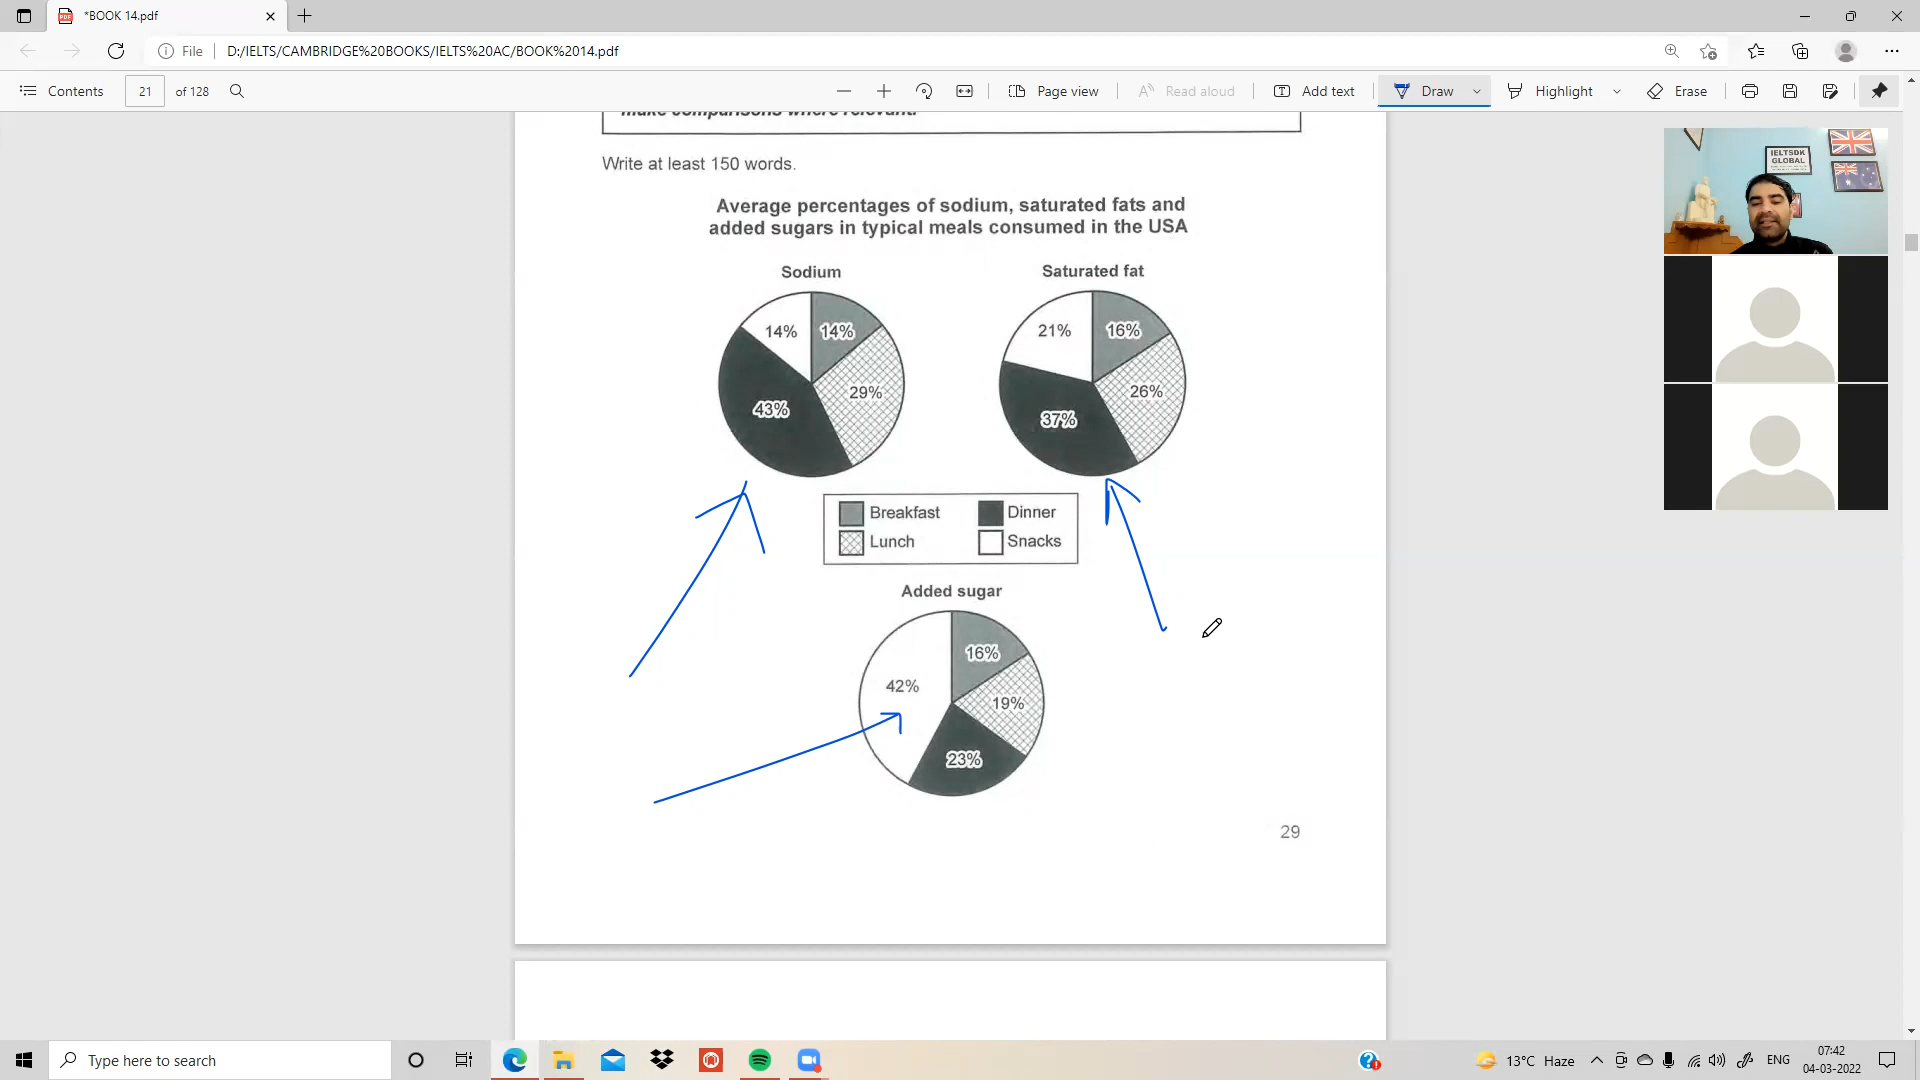 *BOOK 14.pdf
File
D:/IELTS/CAMBRIDGE%20BOOKS/IELTS%20AC/BOOK%2014.pdf
Contents
21
of 128
Page view
Read aloud
Add text
Draw
Highlight
Erase
make comparisons where relevant.
Write at least 150 words.
Average percentages of sodium, saturated fats and
added sugars in typical meals consumed in the USA
Sodium
14%
14%
29%
43%
Saturated fat
21%
16%
26%
37%
Breakfast
Dinner
Lunch
Snacks
Added sugar
16%
42%
19%
23%
29
IELTSDK
GLOBAL
Type here to search
13°C Haze
ENG
07:42
04-03-2022